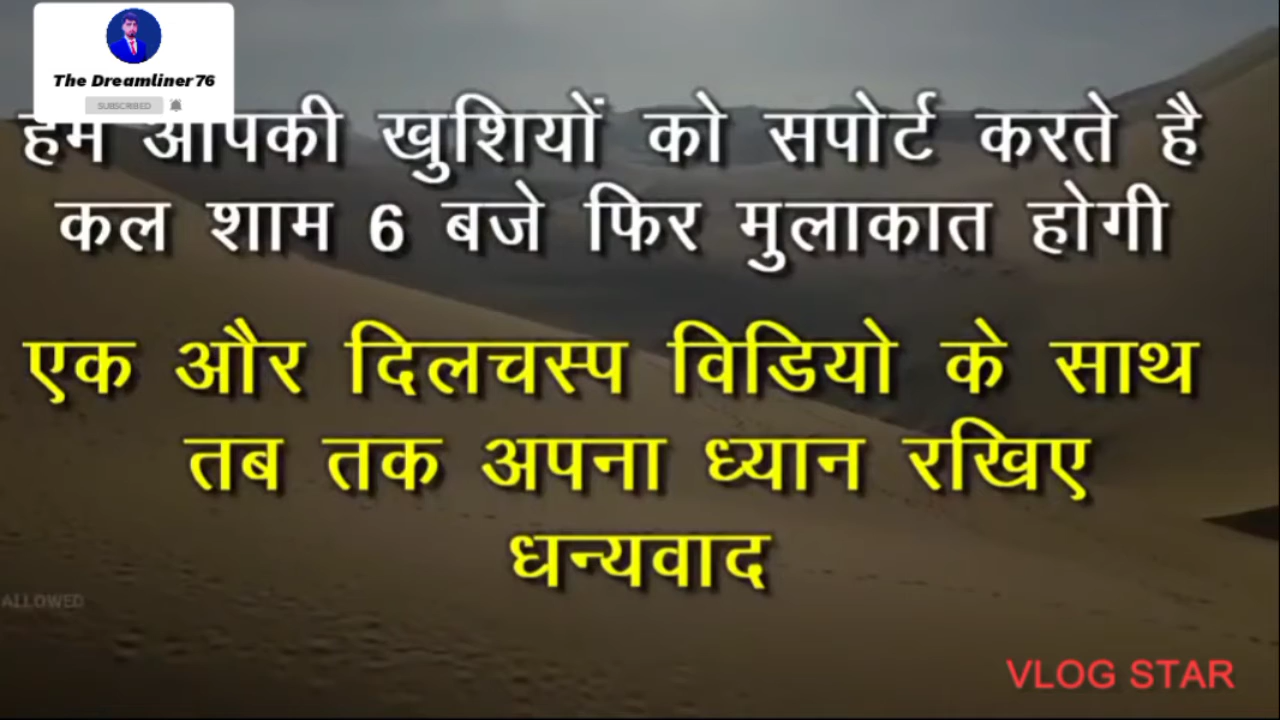 The Dreamliner76
SUBSCRIBED
हम आपकी खुशियों को सपोर्ट करते है
कल शाम 6 बजे फिर मुलाकात होगी
एक और दिलचस्प विडियो के साथ
तब तक अपना ध्यान रखिए
धन्यवाद
ALLOWED
VLOG STAR